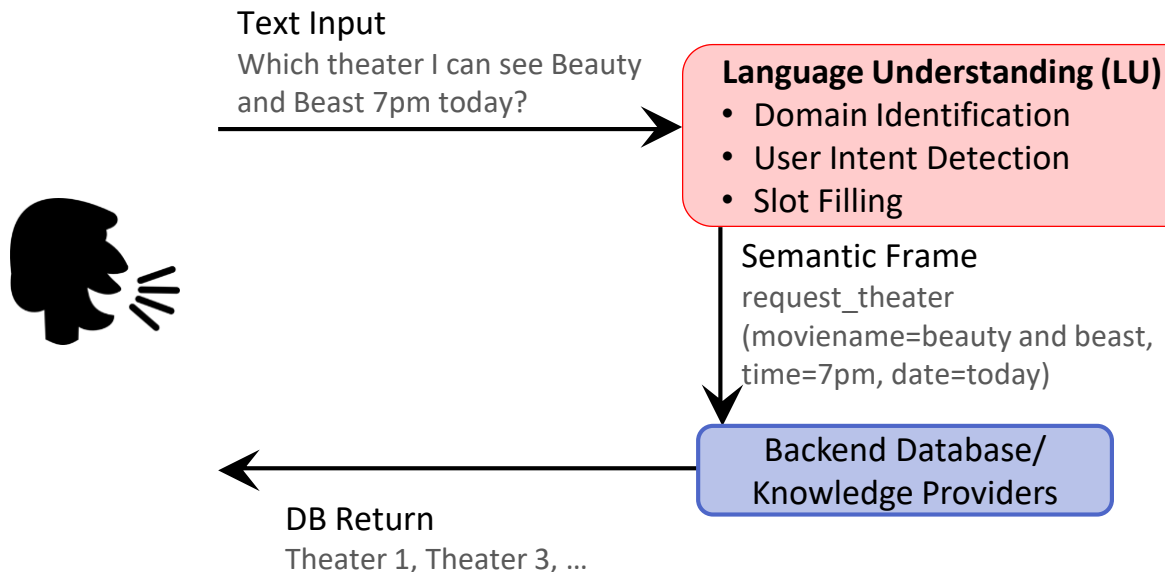 Text Input
Which theater I can see Beauty
and Beast 7pm today?
Language Understanding (LU)
• Domain Identification
• User Intent Detection
• Slot Filling
Semantic Frame
request_theater
(moviename=beauty and beast,
time=7pm, date=today)
Backend Database/
Knowledge Providers
DB Return
Theater 1, Theater 3, …